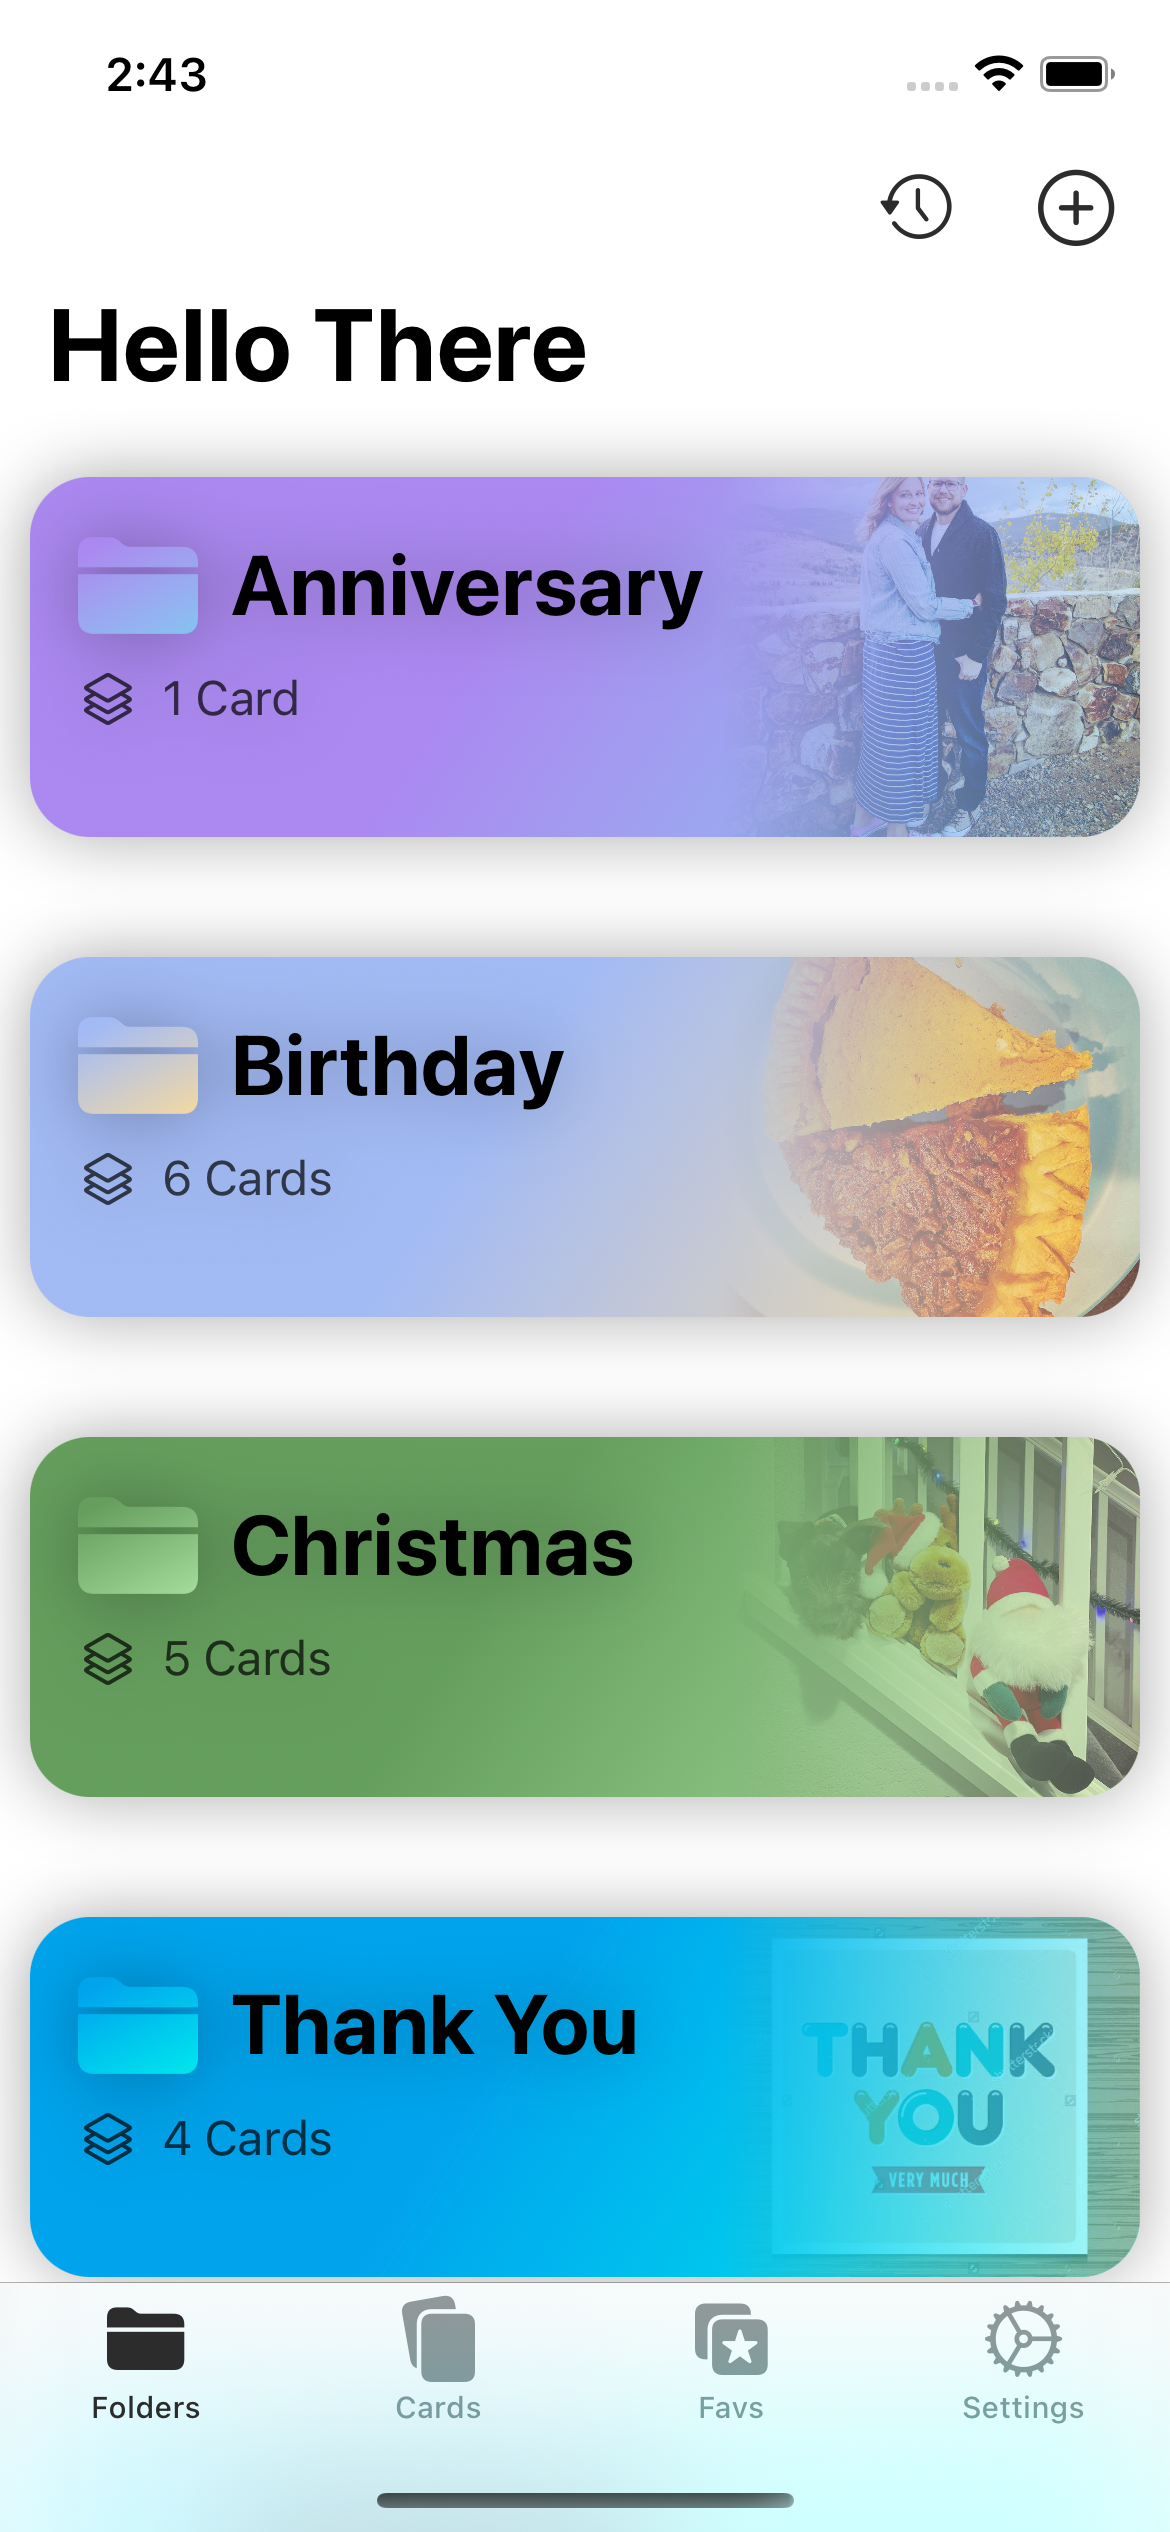 2:43
Hello There
Anniversary
1 Card
Birthday
6 Cards
Christmas
5 Cards
Thank You
4 Cards
THANK
YOU
VERY MUCH
Folders
Cards
Favs
Settings